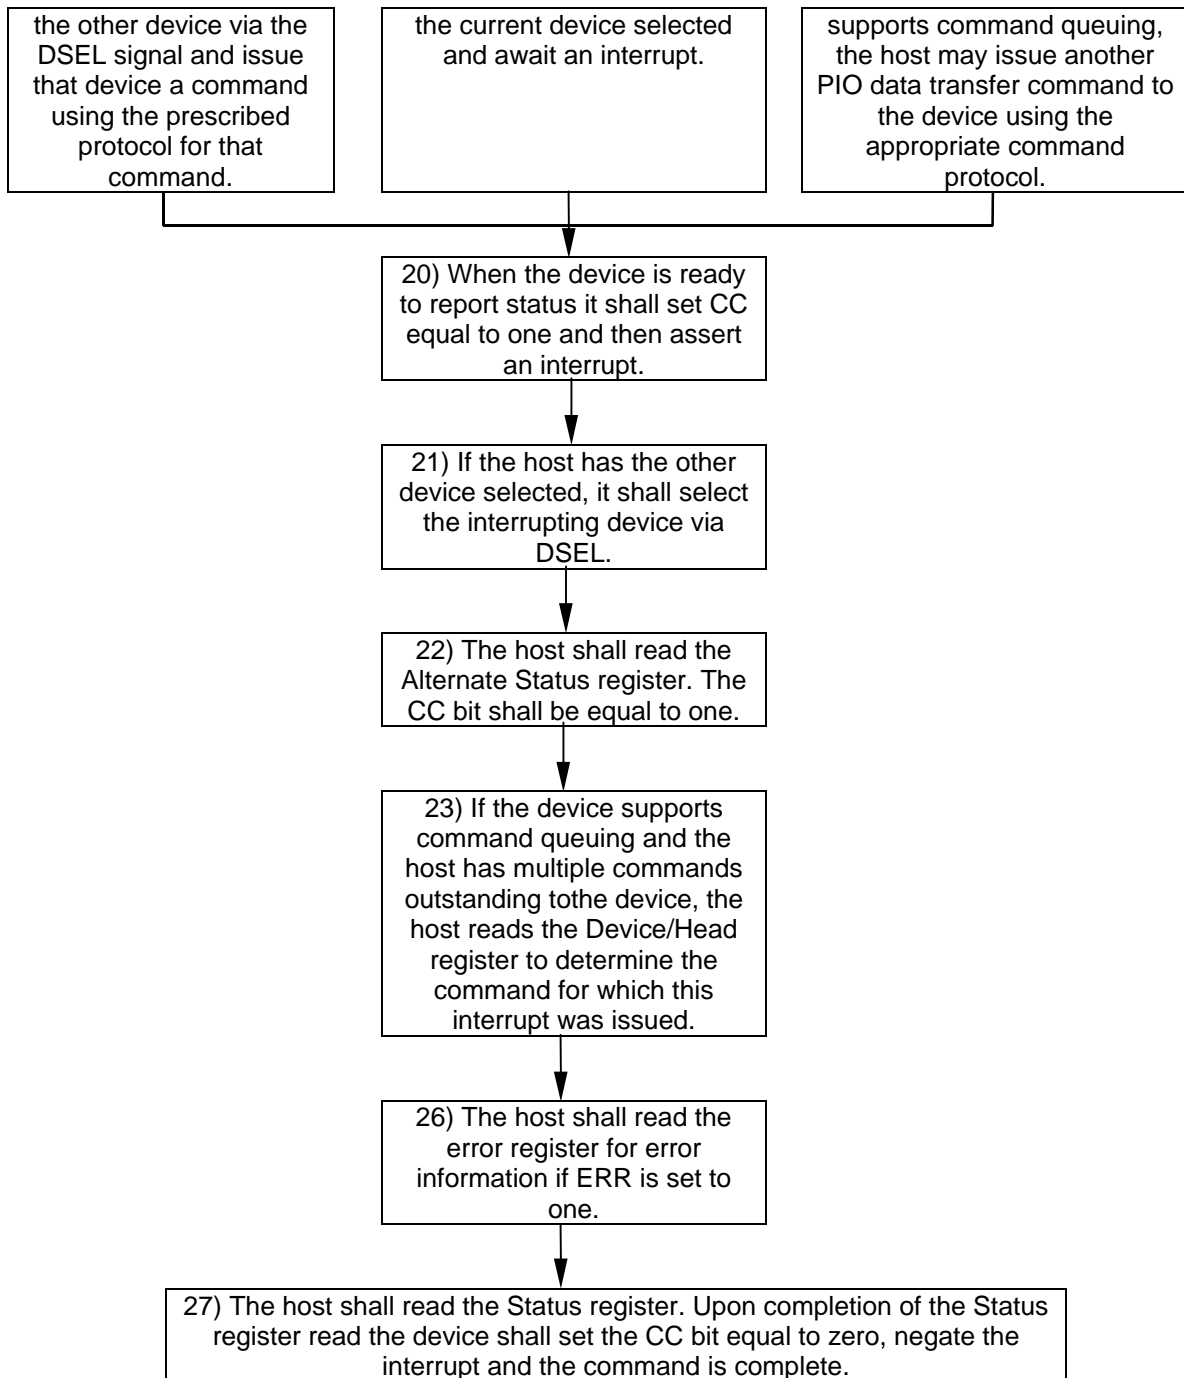 the other device via the
DSEL signal and issue
that device a command
using the prescribed
protocol for that
command.
the current device selected
and await an interrupt.
supports command queuing,
the host may issue another
PIO data transfer command to
the device using the
appropriate command
protocol.
20) When the device is ready
to report status it shall set CC
equal to one and then assert
an interrupt.
21) If the host has the other
device selected, it shall select
the interrupting device via
DSEL.
22) The host shall read the
Alternate Status register. The
CC bit shall be equal to one.
23) If the device supports
command queuing and the
host has multiple commands
outstanding tothe device, the
host reads the Device/Head
register to determine the
command for which this
interrupt was issued.
26) The host shall read the
error register for error
information if ERR is set to
one.
27) The host shall read the Status register. Upon completion of the Status
register read the device shall set the CC bit equal to zero, negate the
interrupt and the command is complete.